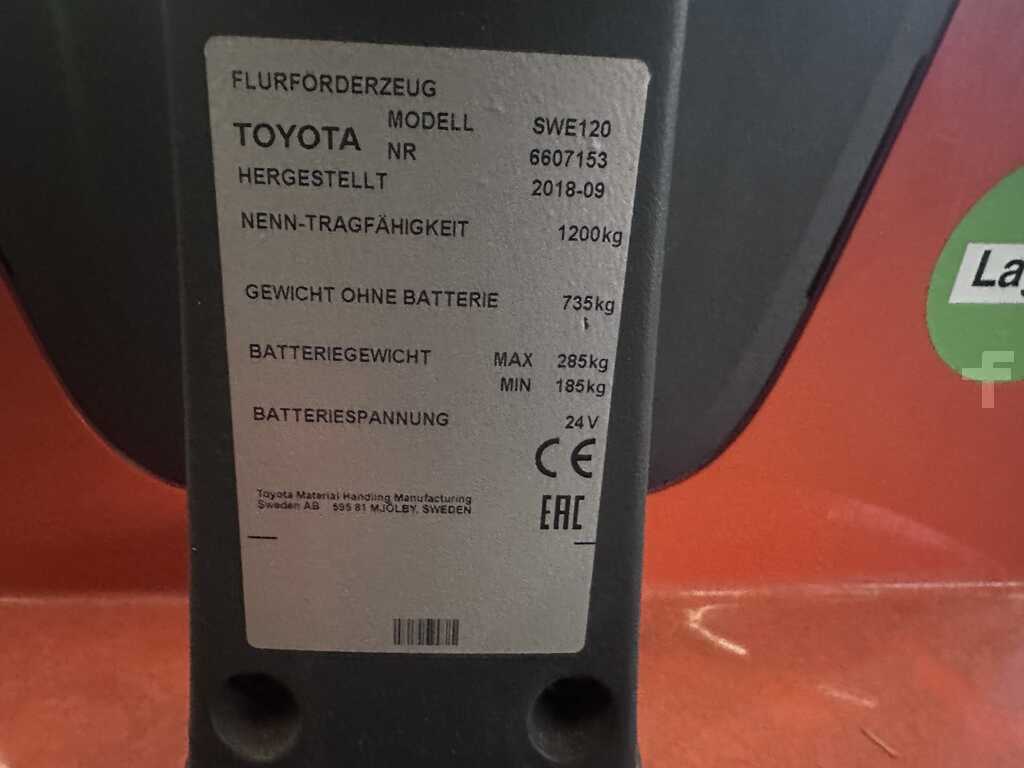 FLURFÖRDERZEUG
TOYOTA MODELL SWE120
NR 6607153
HERGESTELLT 2018-09
NENN-TRAGFÄHIGKEIT 1200kg
GEWICHT OHNE BATTERIE 735kg
BATTERIEGEWICHT MAX 285kg
MIN 185kg
BATTERIESPANNUNG 24V
CE
Toyota Material Handling Manufacturing
Sweden AB 595 81 MJÖLBY, SWEDEN
EAC
Lag
f